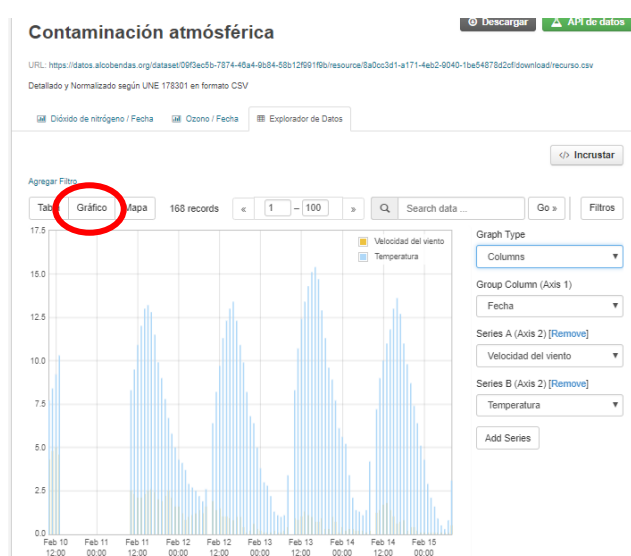 Contaminación atmósférica
Descargar
API de datos
URL: https://datos.alcobendas.org/dataset/09f3ec5b-7874-48a4-9b84-58b12f991f9b/resource/8a0cc3d1-a171-4eb2-9040-1be54878d2cf/download/recurso.csv
Detallado y Normalizado según UNE 178301 en formato CSV
Dióxido de nitrógeno / Fecha
Ozono / Fecha
Explorador de Datos
</> Incrustar
Agregar Filtro
Gráfico
Mapa
168 records
«
1
–
100
»
Search data ...
Go »
Filtros
17.5
15.0
12.5
10.0
7.5
5.0
2.5
0.0
Velocidad del viento
Temperatura
Feb 10 12:00
Feb 11 00:00
Feb 11 12:00
Feb 12 00:00
Feb 12 12:00
Feb 13 00:00
Feb 13 12:00
Feb 14 00:00
Feb 14 12:00
Feb 15 00:00
Graph Type
Columns
Group Column (Axis 1)
Fecha
Series A (Axis 2) [Remove]
Velocidad del viento
Series B (Axis 2) [Remove]
Temperatura
Add Series